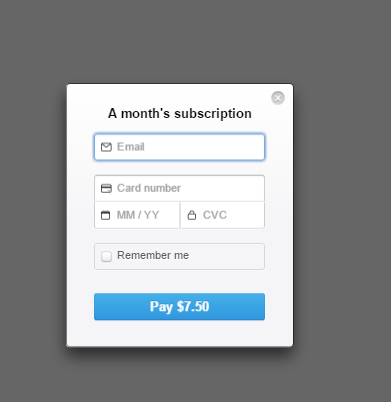 A month's subscription
Email
Card number
MM / YY CVC
Remember me
Pay $7.50